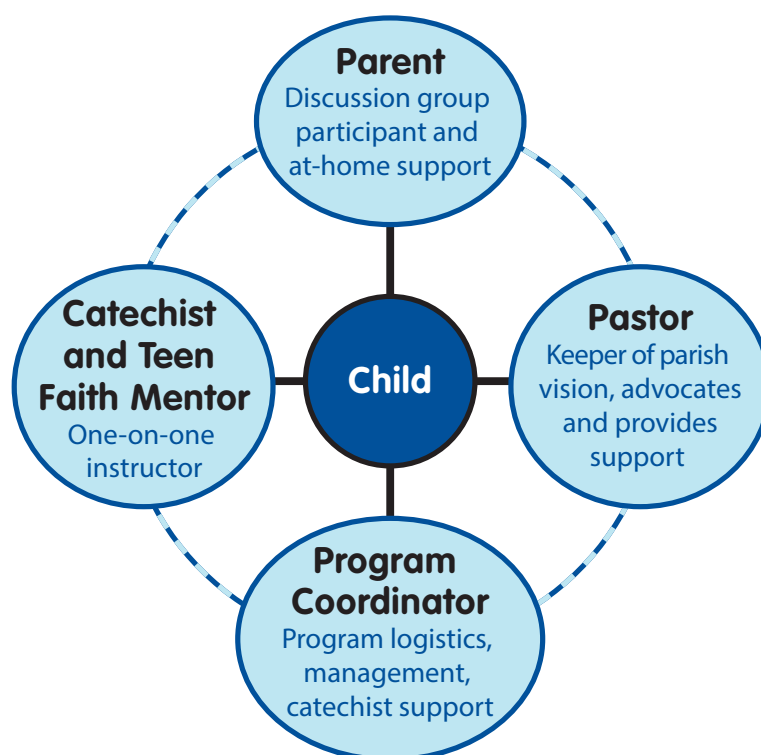 Parent
Discussion group
participant and
at-home support
Catechist
and Teen
Faith Mentor
One-on-one
instructor
Child
Pastor
Keeper of parish
vision, advocates
and provides
support
Program
Coordinator
Program logistics,
management,
catechist support